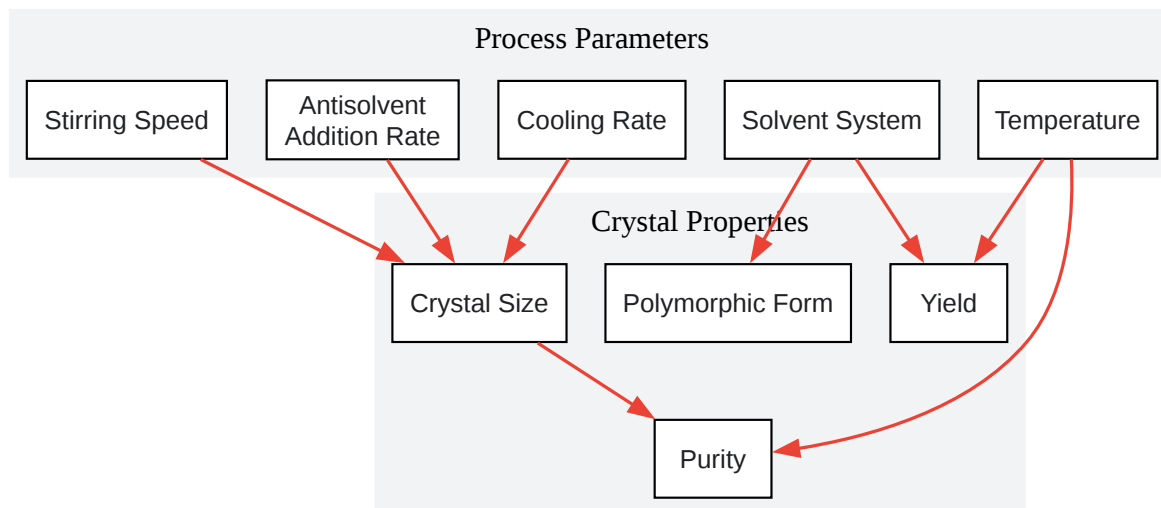 Process Parameters
Stirring Speed
Antisolvent
Addition Rate
Cooling Rate
Solvent System
Temperature
Crystal Properties
Crystal Size
Polymorphic Form
Yield
Purity